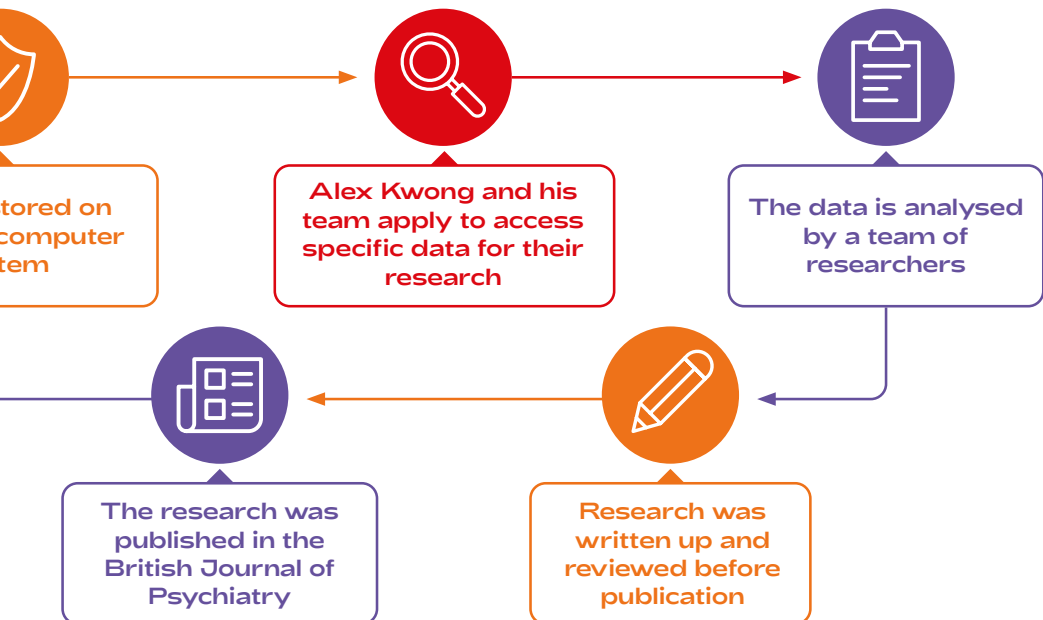 tored on
computer
tem
Alex Kwong and his
team apply to access
specific data for their
research
The data is analysed
by a team of
researchers
Research was
written up and
reviewed before
publication
The research was
published in the
British Journal of
Psychiatry